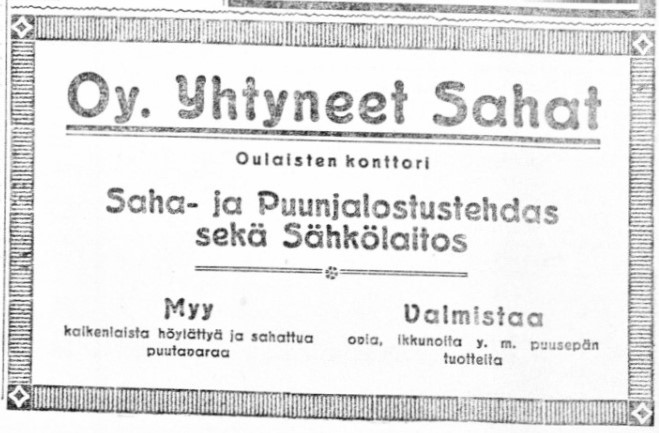 Oy. Yhtyneet Sahat
Oulaisten konttori
Saha- ja Puunjalostustehdas
sekä Sähkölaitos
Myy
kaikenlaista höylättyä ja sahattua
puutavaraa
Valmistaa
ovia, ikkunoita y. m. puusepän
tuotteita